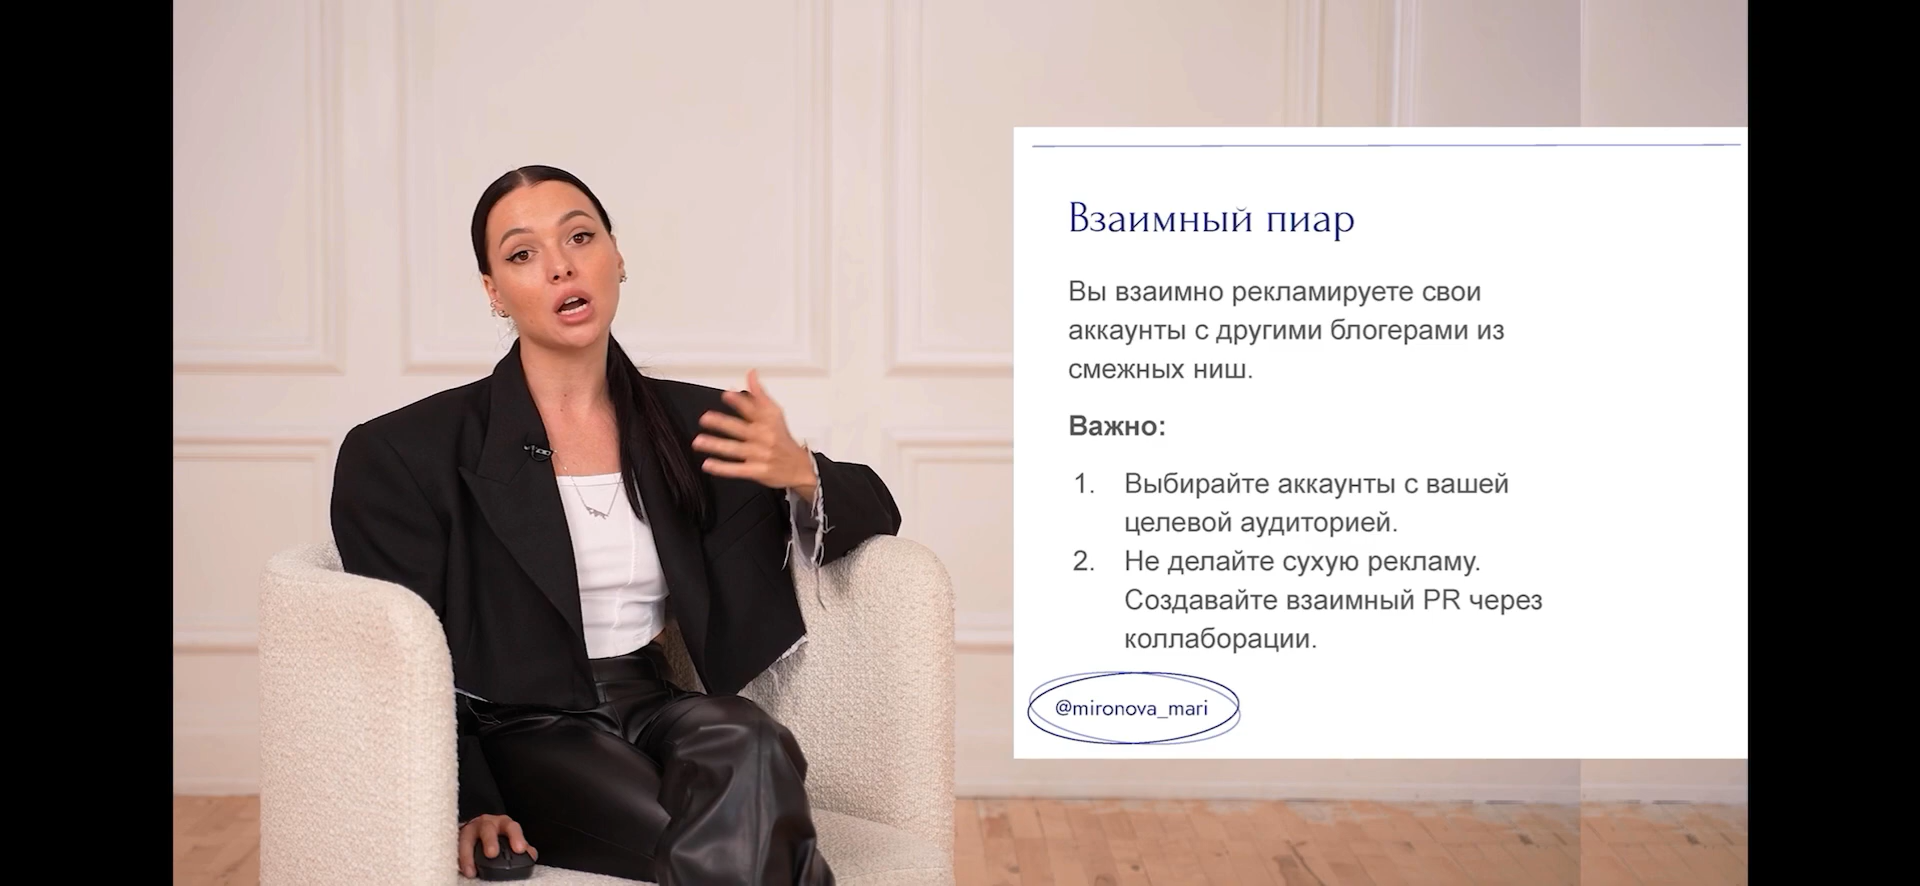 Взаимный пиар
Вы взаимно рекламируете свои
аккаунты с другими блогерами из
смежных ниш.
Важно:
1. Выбирайте аккаунты с вашей
целевой аудиторией.
2. Не делайте сухую рекламу.
Создавайте взаимный PR через
коллаборации.
@mironova_mari